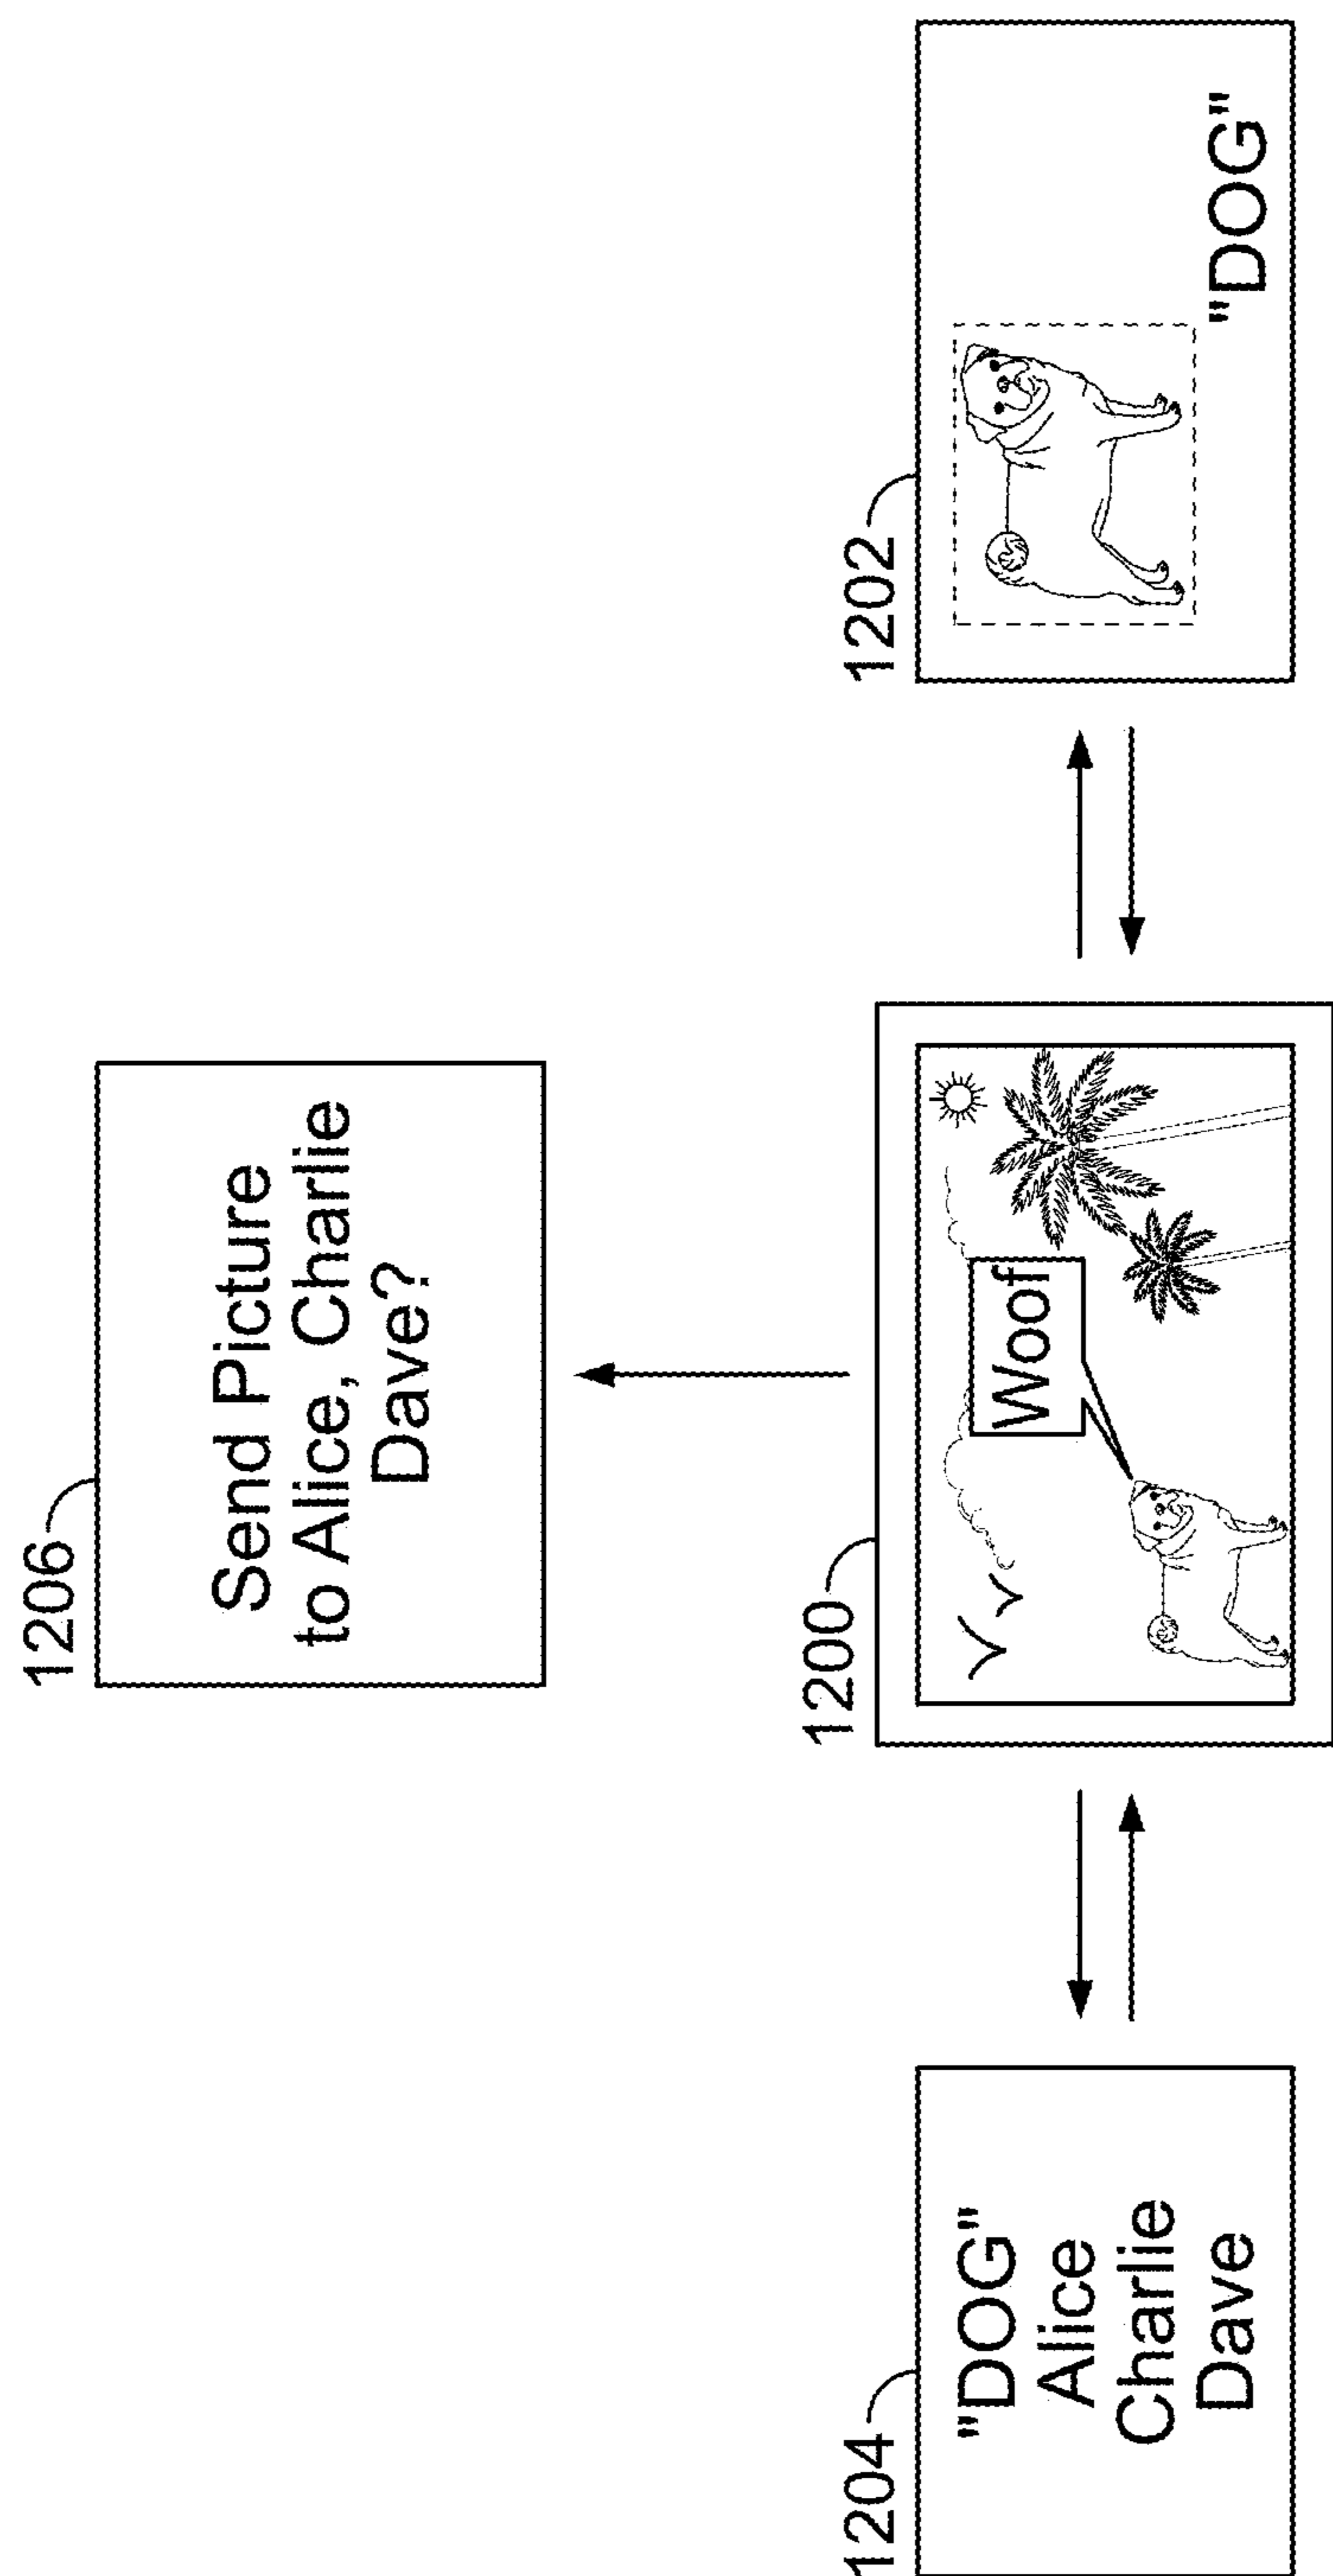 1206
Send Picture
to Alice, Charlie
Dave?
1204
"DOG"
Alice
Charlie
Dave
1200
Woof
1202
"DOG"